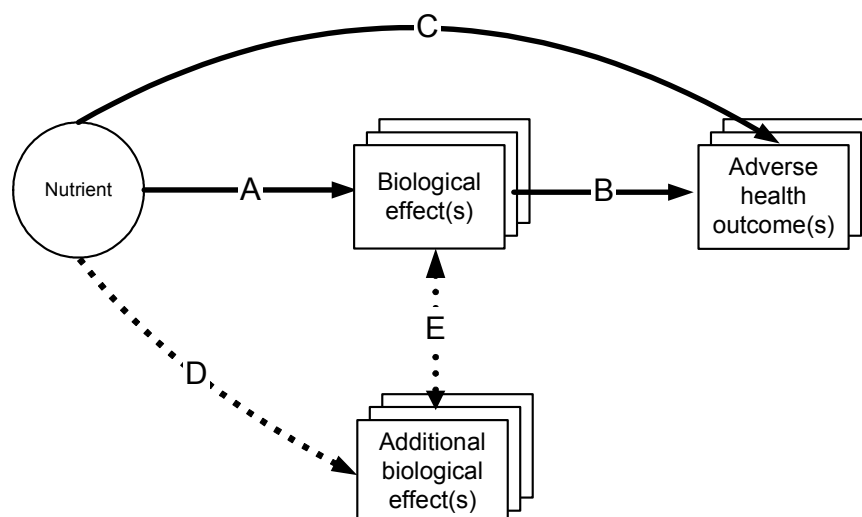 C
Nutrient
A
Biological
effect(s)
B
Adverse
health
outcome(s)
E
D
Additional
biological
effect(s)